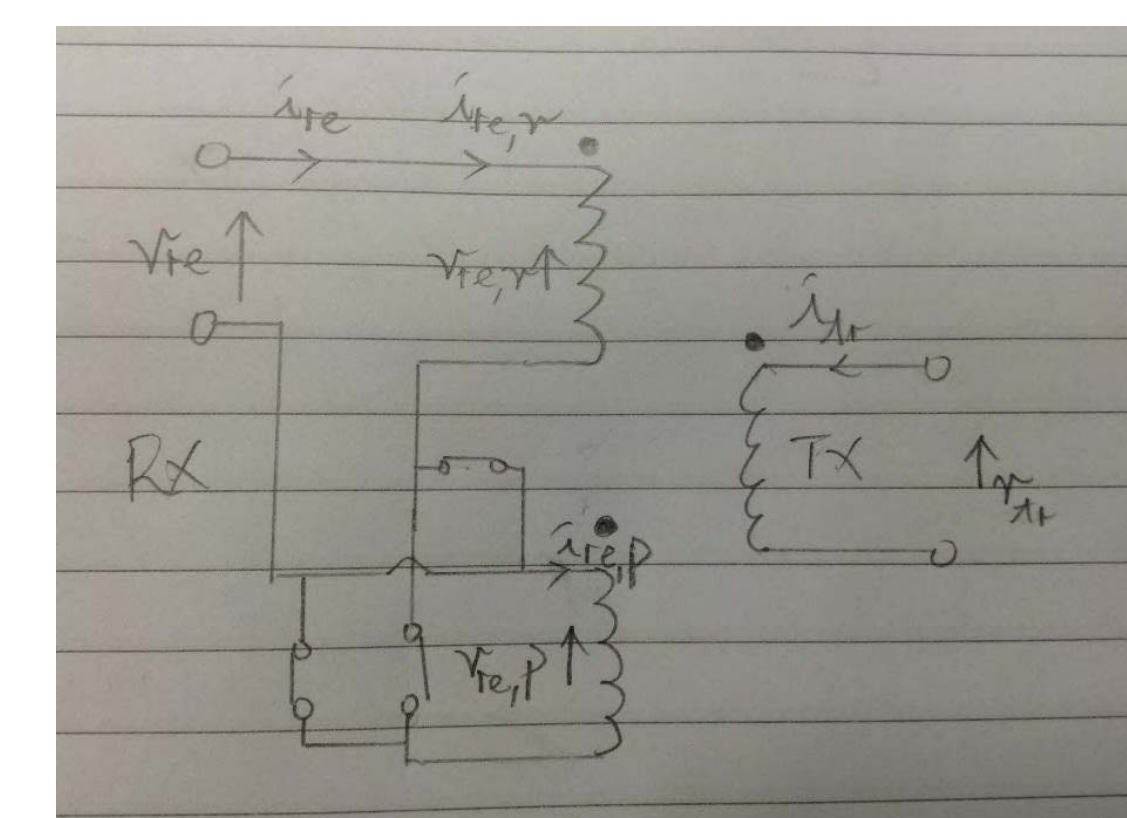 i_re i_re,r
v_re v_re,r
i_tr
RX TX
v_tr
i_re,p
v_re,p